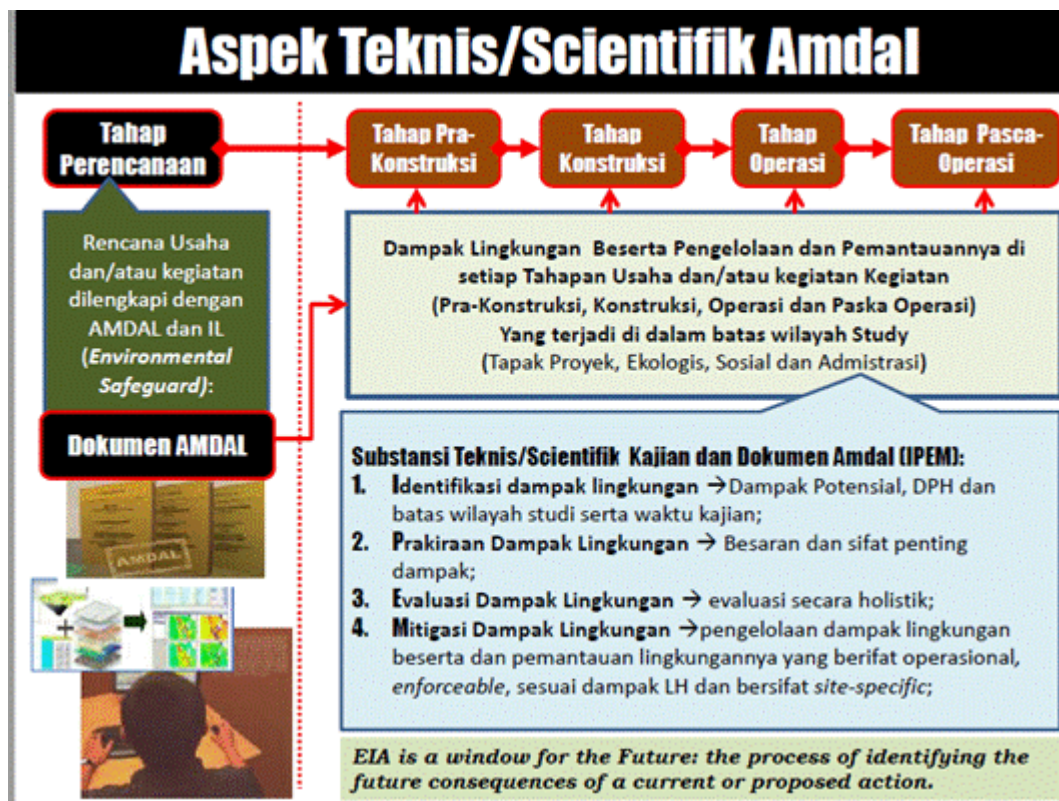 Aspek Teknis/Scientifik Amdal
Tahap
Perencanaan
Tahap Pra-
Konstruksi
Tahap
Konstruksi
Tahap
Operasi
Tahap Pasca-
Operasi
Rencana Usaha
dan/atau kegiatan
dilengkapi dengan
AMDAL dan IL
(Environmental
Safeguard):
Dokumen AMDAL
AMDAL
Dampak Lingkungan Beserta Pengelolaan dan Pemantauannya di
setiap Tahapan Usaha dan/atau kegiatan Kegiatan
(Pra-Konstruksi, Konstruksi, Operasi dan Paska Operasi)
Yang terjadi di dalam batas wilayah Study
(Tapak Proyek, Ekologis, Sosial dan Admistrasi)
Substansi Teknis/Scientifik Kajian dan Dokumen Amdal (IPEM):
1. Identifikasi dampak lingkungan →Dampak Potensial, DPH dan
batas wilayah studi serta waktu kajian;
2. Prakiraan Dampak Lingkungan → Besaran dan sifat penting
dampak;
3. Evaluasi Dampak Lingkungan → evaluasi secara holistik;
4. Mitigasi Dampak Lingkungan →pengelolaan dampak lingkungan
beserta dan pemantauan lingkungannya yang berifat operasional,
enforceable, sesuai dampak LH dan bersifat site-specific;
EIA is a window for the Future: the process of identifying the
future consequences of a current or proposed action.